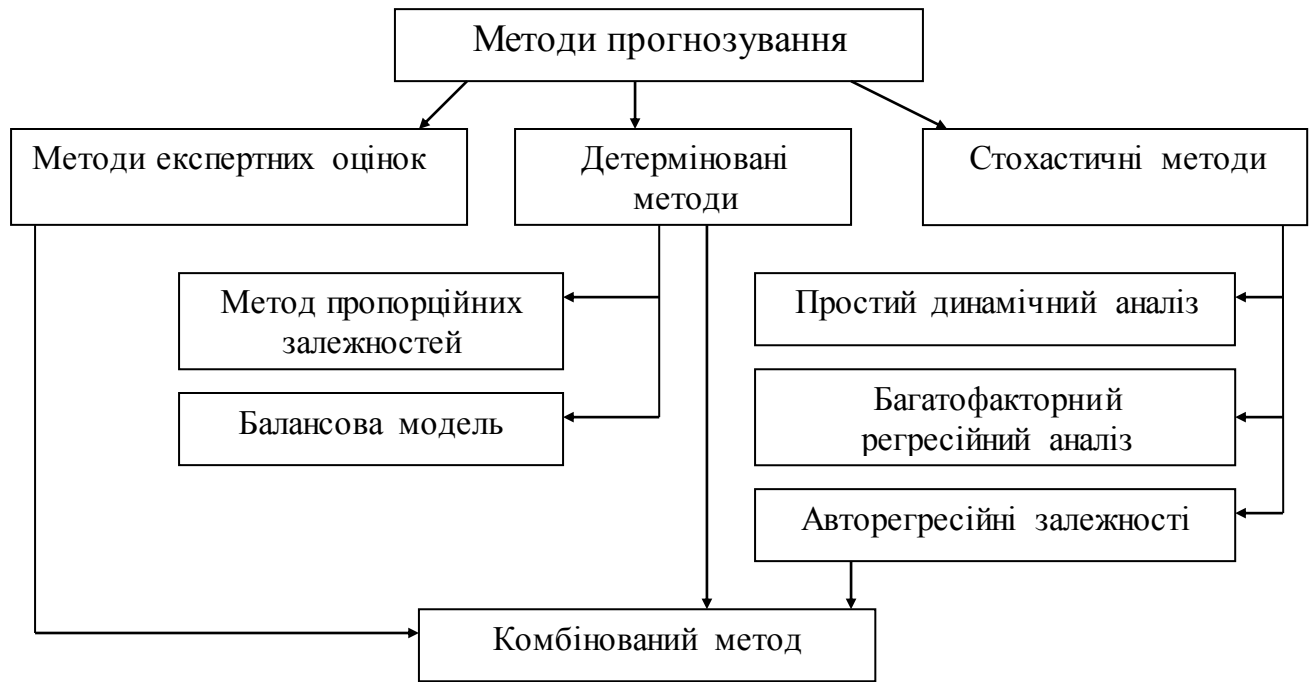 Методи прогнозування
Методи експертних оцінок
Детерміновані
методи
Стохастичні методи
Метод пропорційних
залежностей
Балансова модель
Простий динамічний аналіз
Багатофакторний
регресійний аналіз
Авторегресійні залежності
Комбінований метод